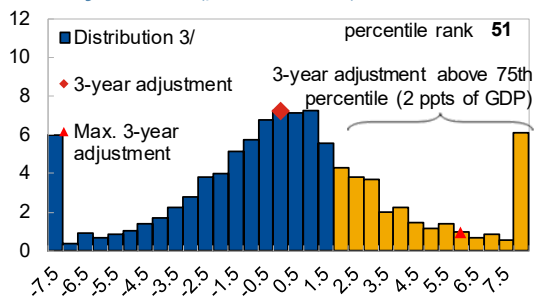 12
10
8
6
4
2
0
Distribution 3/
3-year adjustment
Max. 3-year
adjustment
percentile rank 51
3-year adjustment above 75th
percentile (2 ppts of GDP)
-7.5 -6.5 -5.5 -4.5 -3.5 -2.5 -1.5 -0.5 0.5 1.5 2.5 3.5 4.5 5.5 6.5 7.5